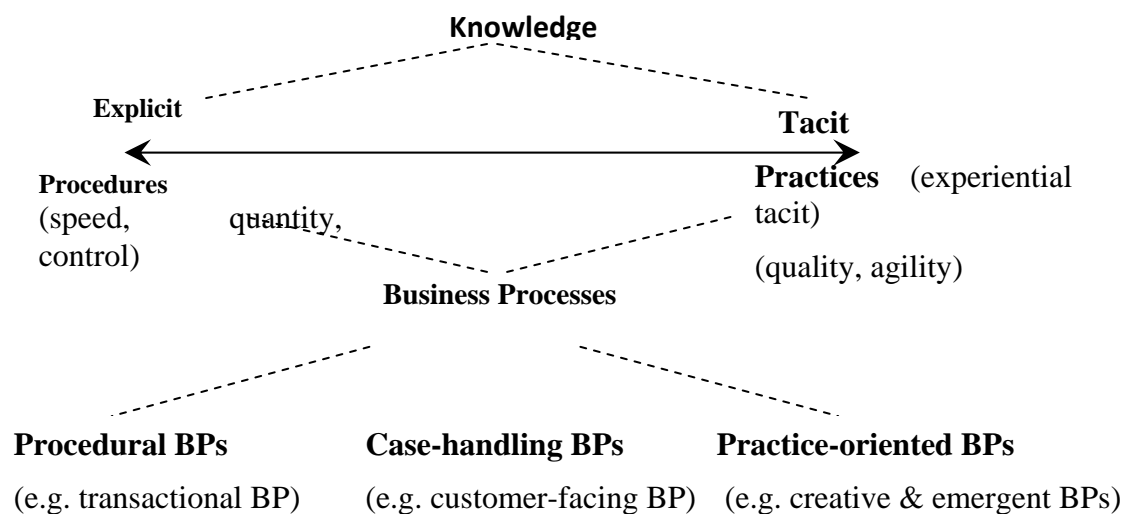 Knowledge
Explicit
Tacit
Procedures
(speed, quantity,
control)
Practices (experiential
tacit)
(quality, agility)
Business Processes
Procedural BPs
Case-handling BPs
Practice-oriented BPs
(e.g. transactional BP)
(e.g. customer-facing BP)
(e.g. creative & emergent BPs)